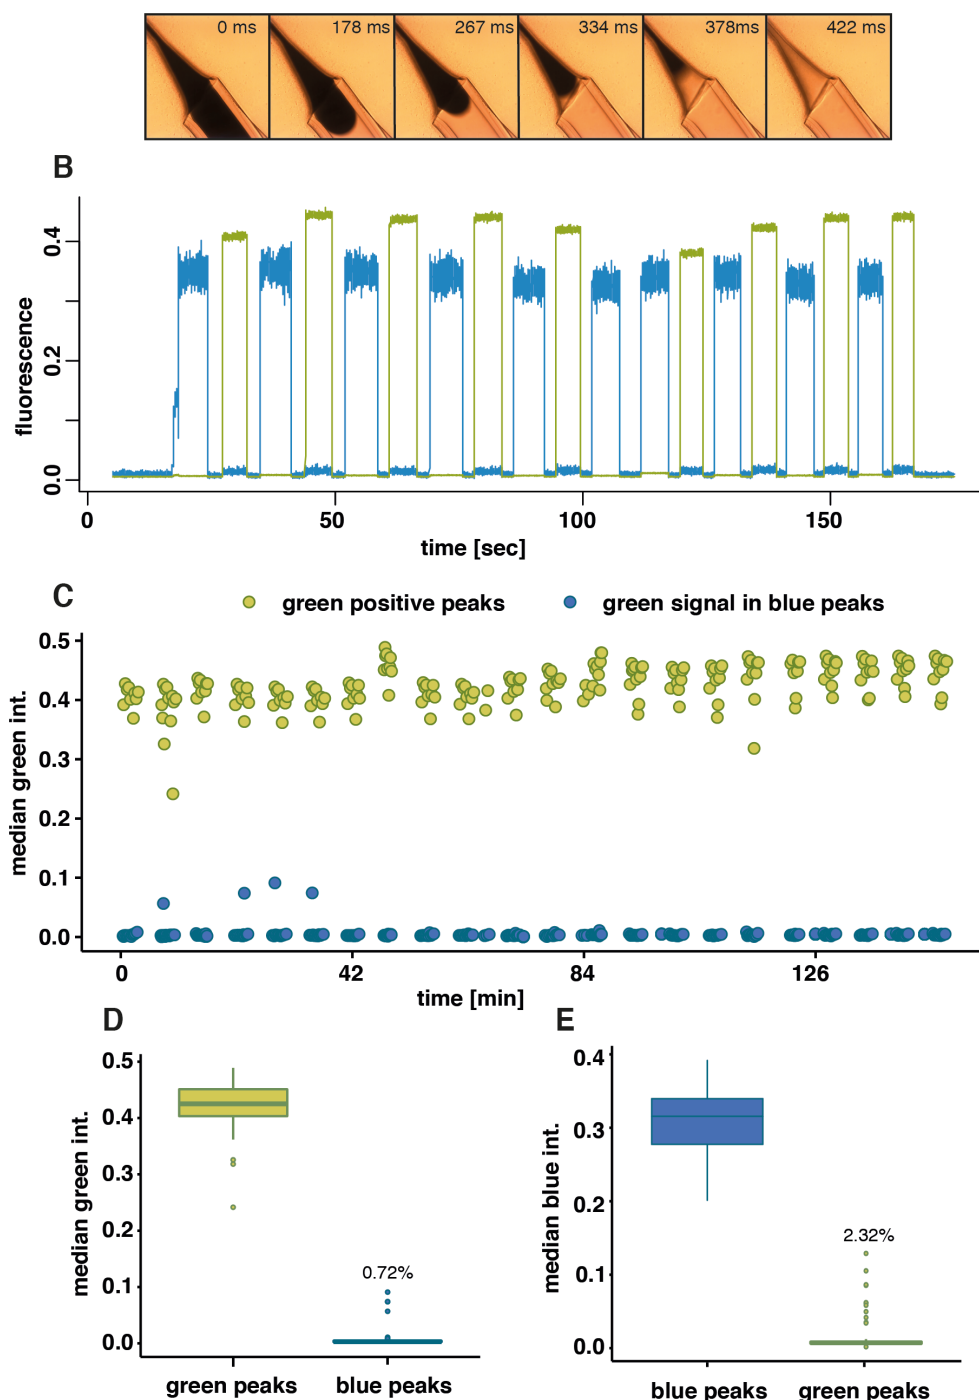 0 ms 178 ms 267 ms 334 ms 378ms 422 ms
B
fluorescence
0.4
0.2
0.0
0 50 100 150
time [sec]
C
green positive peaks green signal in blue peaks
median green int.
0.5
0.4
0.3
0.2
0.1
0.0
0 42 84 126
time [min]
D
median green int.
0.5
0.4
0.3
0.2
0.1
0.0
0.72%
green peaks blue peaks
E
median blue int.
0.4
0.3
0.2
0.1
0.0
2.32%
blue peaks green peaks